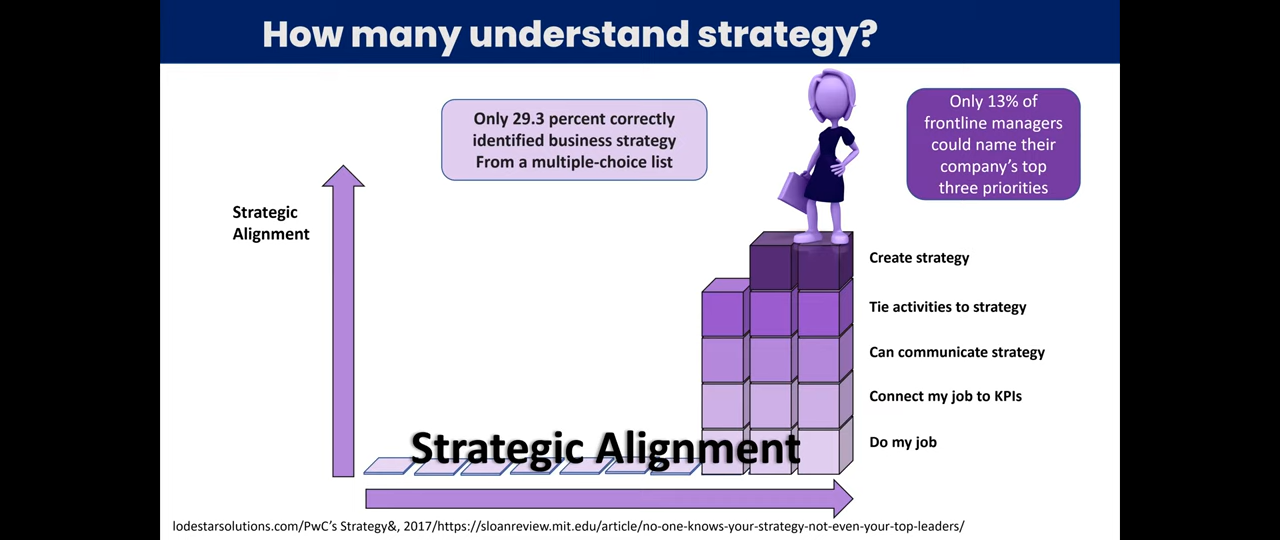 How many understand strategy?
Only 29.3 percent correctly
identified business strategy
From a multiple-choice list
Only 13% of
frontline managers
could name their
company's top
three priorities
Strategic
Alignment
Create strategy
Tie activities to strategy
Can communicate strategy
Connect my job to KPIs
Do my job
Strategic Alignment
lodestarsolutions.com/PwC's Strategy&, 2017/https://sloanreview.mit.edu/article/no-one-knows-your-strategy-not-even-your-top-leaders/